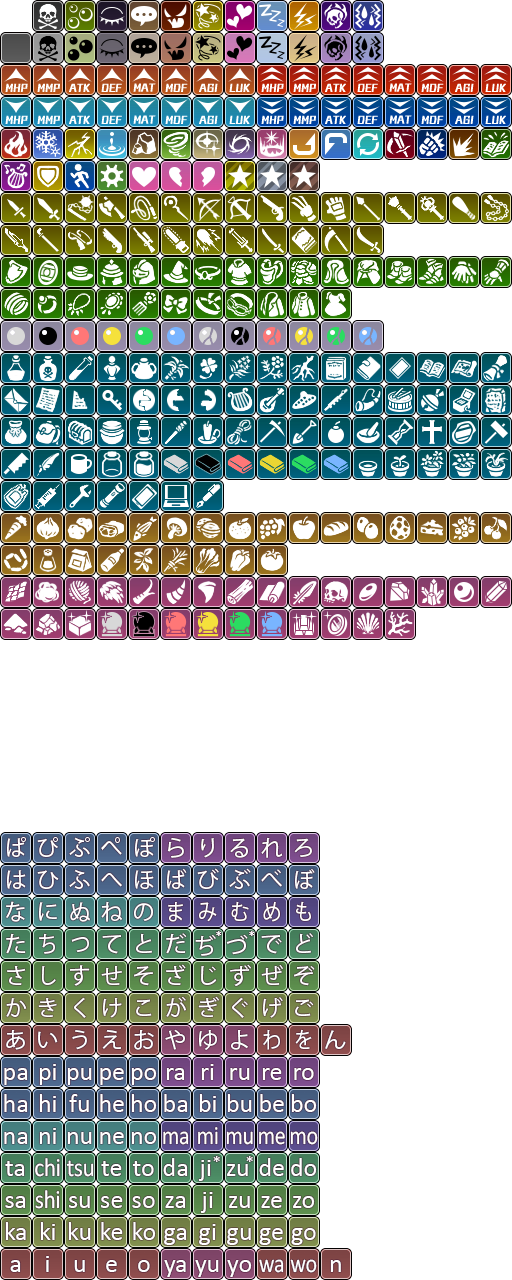 ZZZ
ZZZ
MHP MMP ATK DEF MAT MDF AGI LUK MHP MMP ATK DEF MAT MDF AGI LUK
MHP MMP ATK DEF MAT MDF AGI LUK MHP MMP ATK DEF MAT MDF AGI LUK
ぱ ぴ ぷ ぺ ぽ ら り る れ ろ
は ひ ふ へ ほ ば び ぶ べ ぼ
な に ぬ ね の ま み む め も
た ち つ て と だ ぢ* づ* で ど
さ し す せ そ ざ じ ず ぜ ぞ
か き く け こ が ぎ ぐ げ ご
あ い う え お や ゆ よ わ を ん
pa pi pu pe po ra ri ru re ro
ha hi fu he ho ba bi bu be bo
na ni nu ne no ma mi mu me mo
ta chi tsu te to da ji* zu* de do
sa shi su se so za ji zu ze zo
ka ki ku ke ko ga gi gu ge go
a i u e o ya yu yo wa wo n